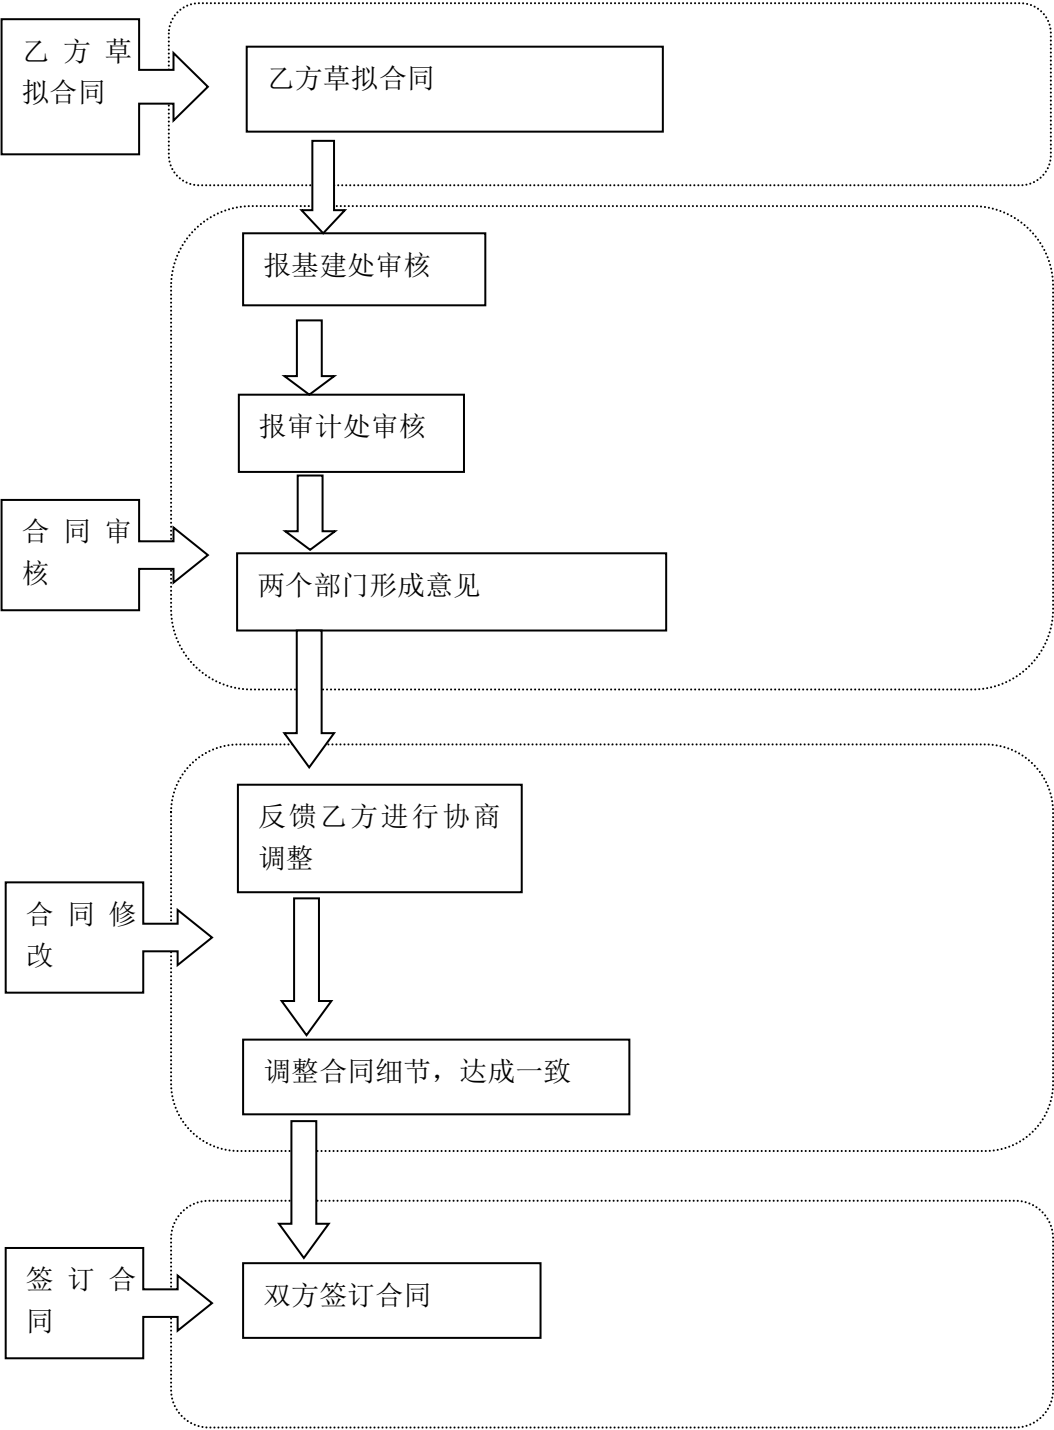 乙方草
拟合同
乙方草拟合同
报基建处审核
报审计处审核
合同审
核
两个部门形成意见
反馈乙方进行协商
调整
合同修
改
调整合同细节，达成一致
签订合
同
双方签订合同